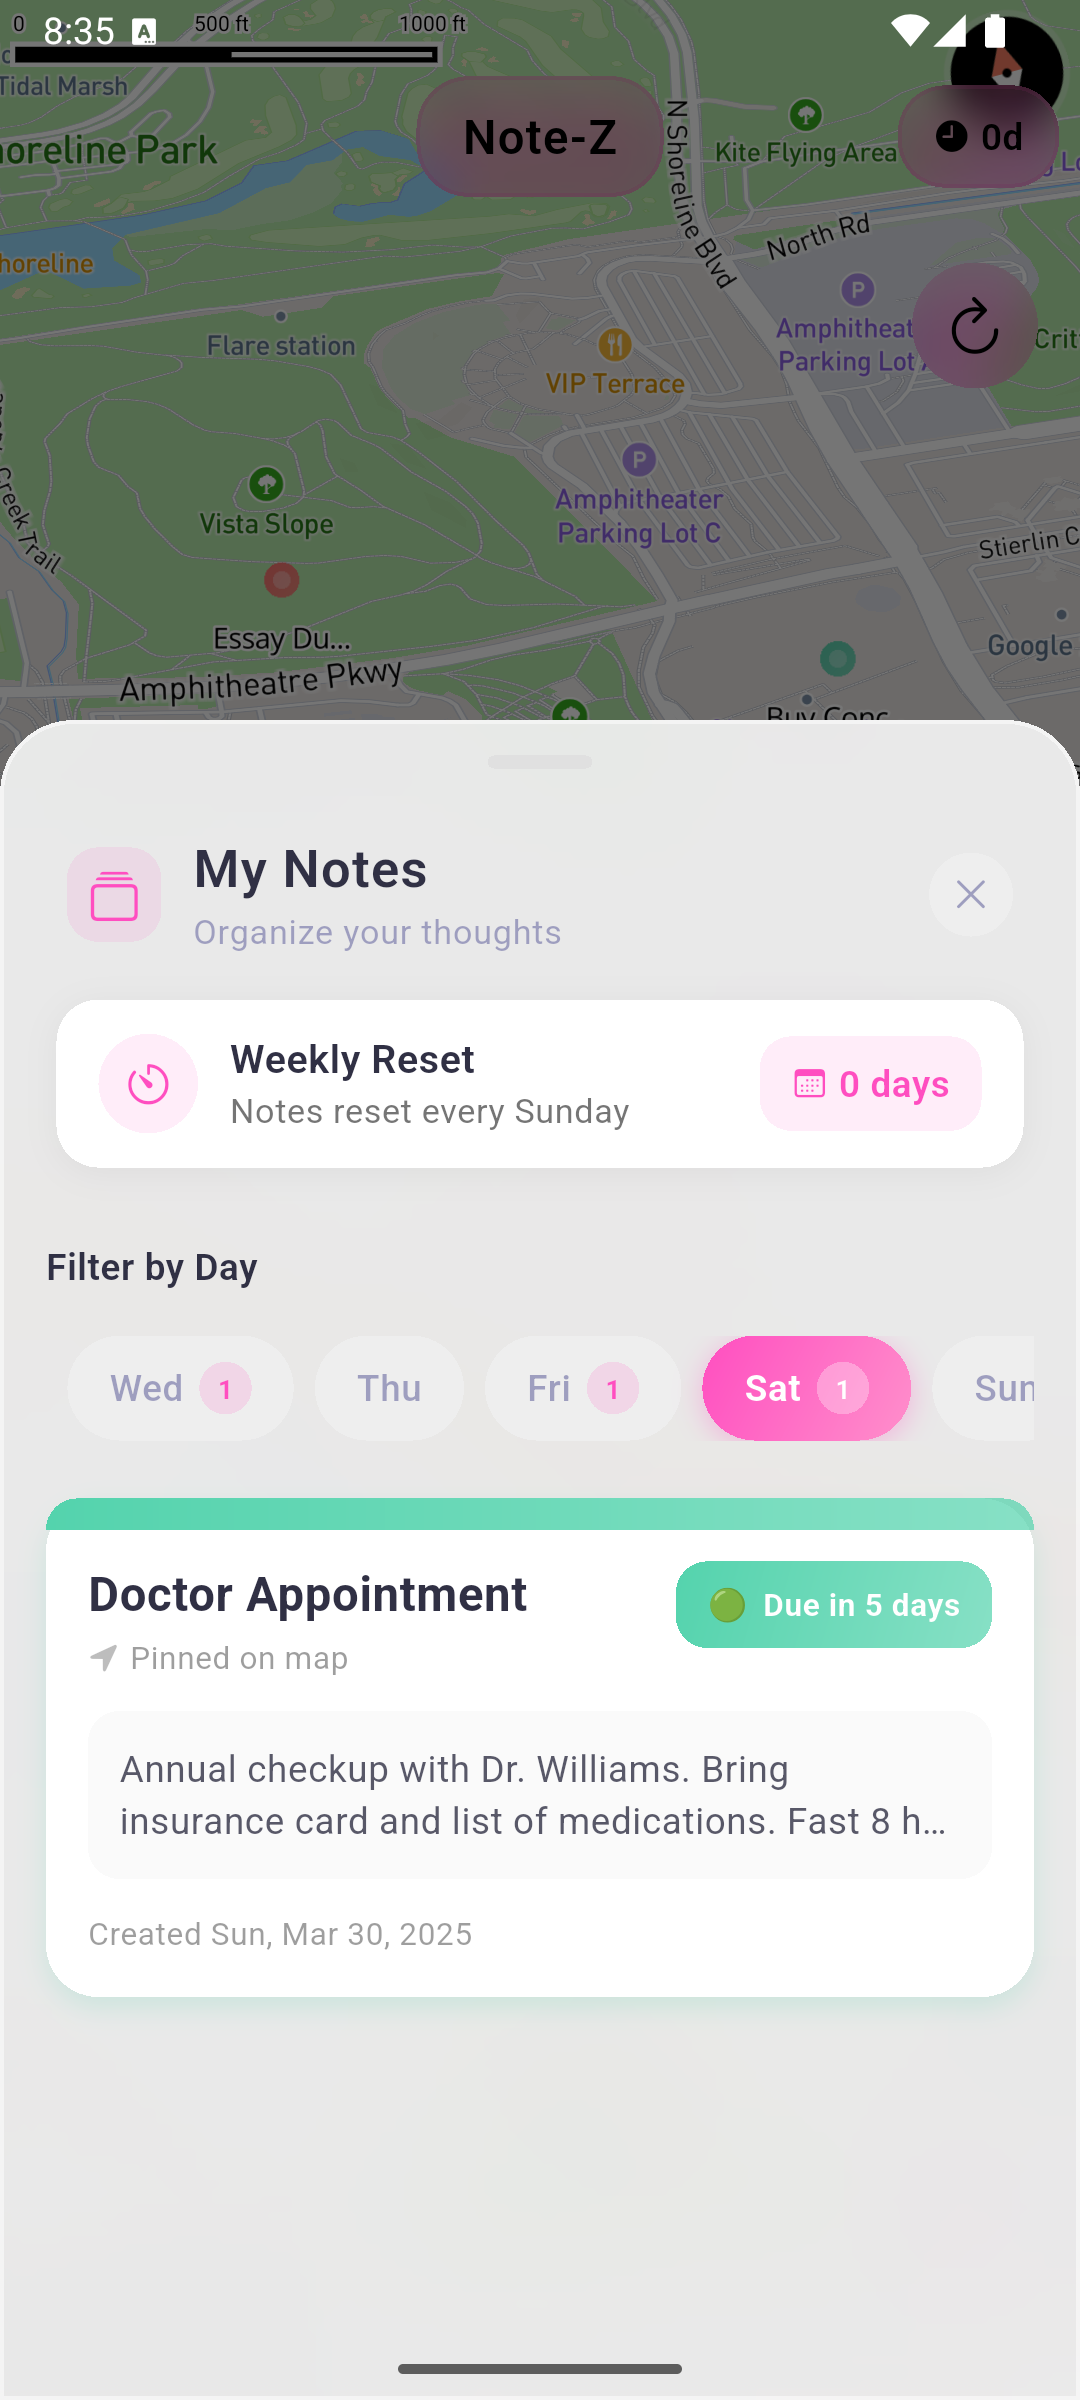 0
500 ft
1000 ft
8:35
Tidal Marsh
oreline Park
Note-Z
Kite Flying Area
0d
N Shoreline Blvd
North Rd
horeline
Flare station
VIP Terrace
Amphitheat
Parking Lot
Crit
Creek Trail
Vista Slope
Amphitheater
Parking Lot C
Stierlin C
Essay Du...
Google
Amphitheatre Pkwy
Buy Conc
My Notes
Organize your thoughts
Weekly Reset
Notes reset every Sunday
0 days
Filter by Day
Wed 1
Thu
Fri 1
Sat 1
Sun
Doctor Appointment
Due in 5 days
Pinned on map
Annual checkup with Dr. Williams. Bring
insurance card and list of medications. Fast 8 h...
Created Sun, Mar 30, 2025